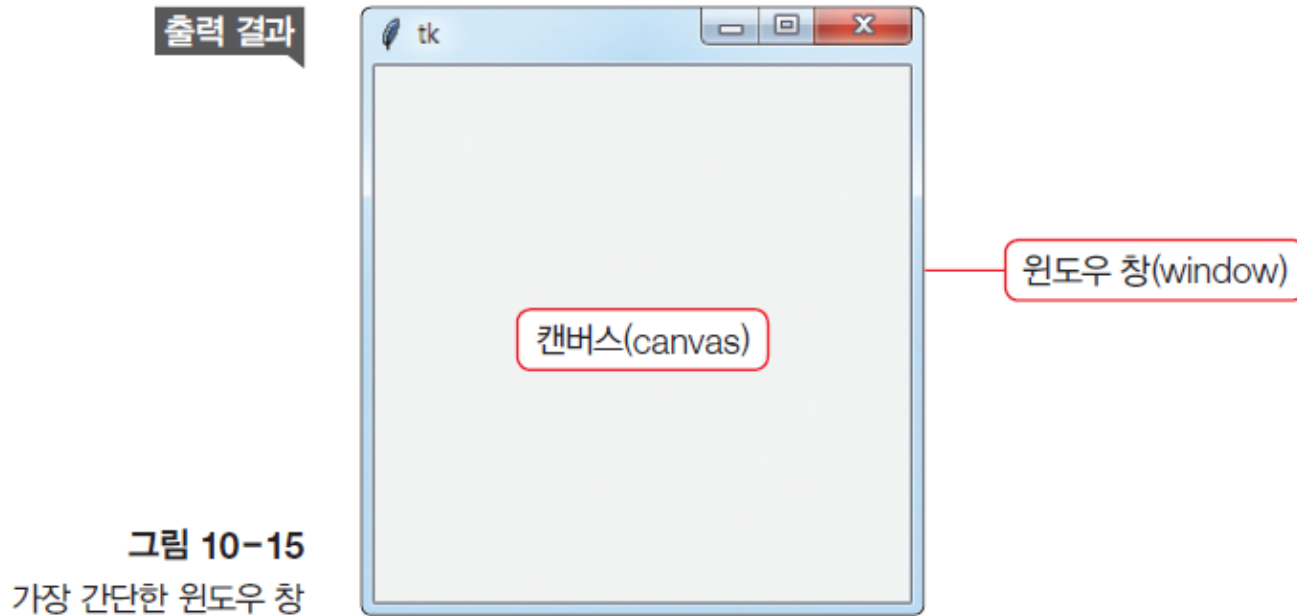 출력 결과
tk
윈도우 창(window)
캔버스(canvas)
그림 10-15
가장 간단한 윈도우 창